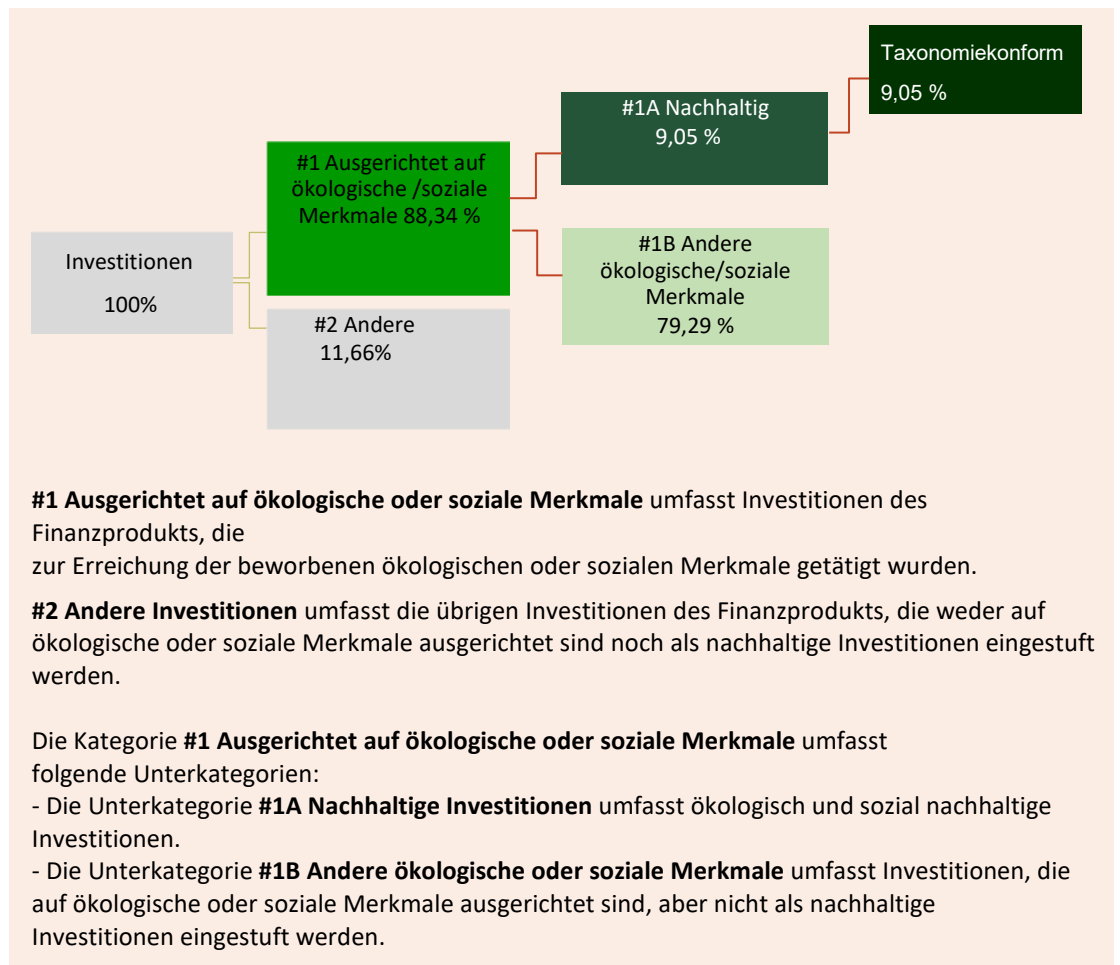 Taxonomiekonform
9,05 %
#1A Nachhaltig
9,05 %
#1 Ausgerichtet auf
ökologische /soziale
Merkmale 88,34 %
#1B Andere
ökologische/soziale
Merkmale
79,29 %
Investitionen
100%
#2 Andere
11,66%
#1 Ausgerichtet auf ökologische oder soziale Merkmale umfasst Investitionen des
Finanzprodukts, die
zur Erreichung der beworbenen ökologischen oder sozialen Merkmale getätigt wurden.
#2 Andere Investitionen umfasst die übrigen Investitionen des Finanzprodukts, die weder auf
ökologische oder soziale Merkmale ausgerichtet sind noch als nachhaltige Investitionen eingestuft
werden.
Die Kategorie #1 Ausgerichtet auf ökologische oder soziale Merkmale umfasst
folgende Unterkategorien:
- Die Unterkategorie #1A Nachhaltige Investitionen umfasst ökologisch und sozial nachhaltige
Investitionen.
- Die Unterkategorie #1B Andere ökologische oder soziale Merkmale umfasst Investitionen, die
auf ökologische oder soziale Merkmale ausgerichtet sind, aber nicht als nachhaltige
Investitionen eingestuft werden.